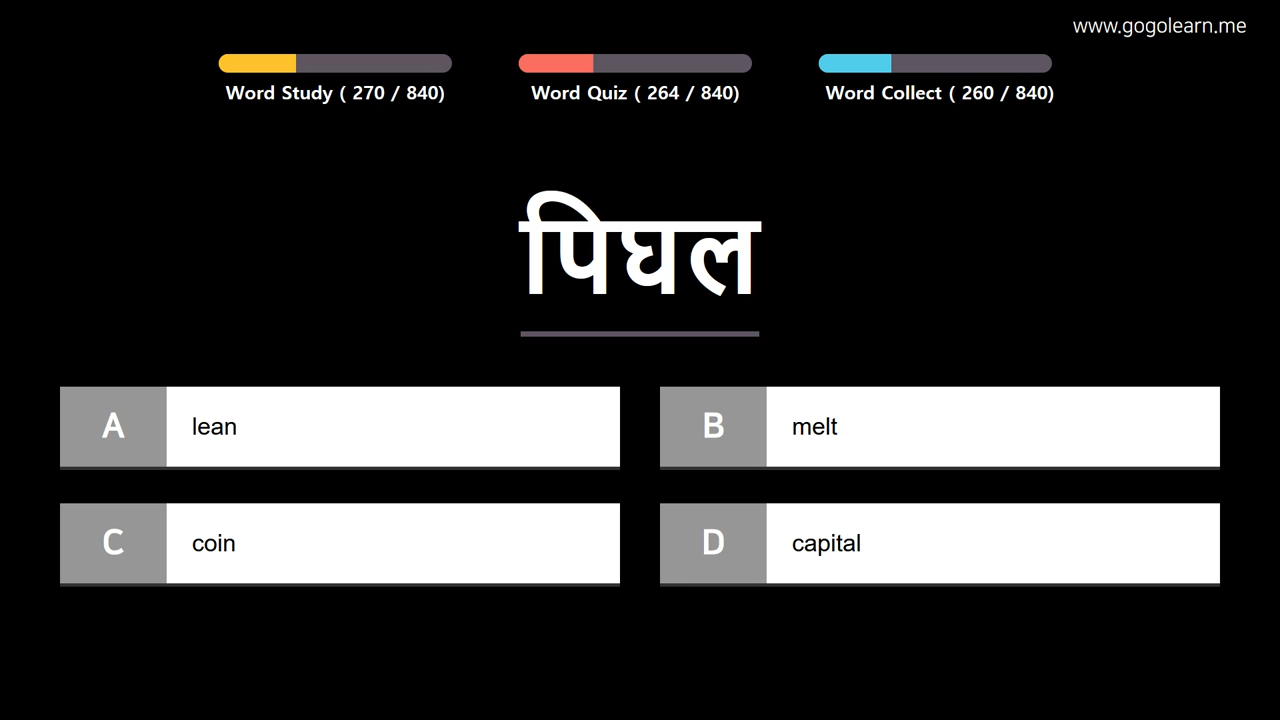 www.gogolearn.me
Word Study ( 270 / 840)
Word Quiz ( 264 / 840)
Word Collect ( 260 / 840)
पिघल
A lean
B melt
C coin
D capital